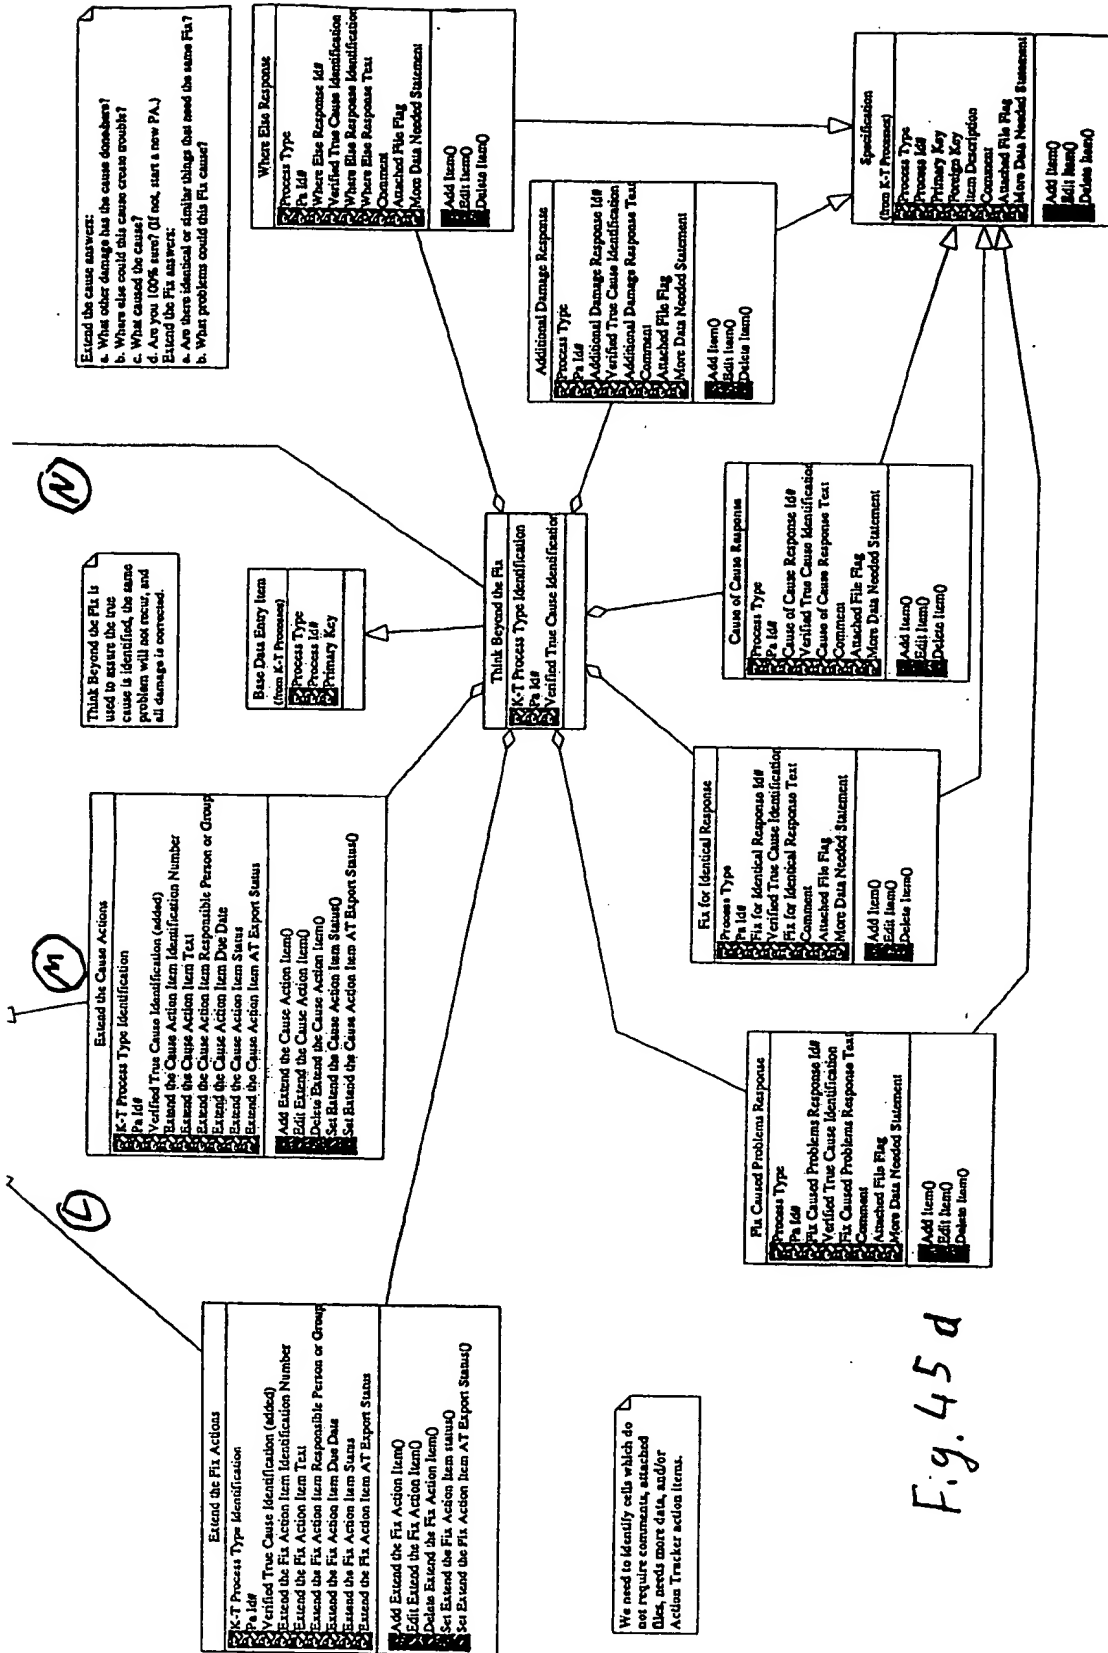 Extend the Fix Actions
K-T Process Type Identification
Pa Id#
Verified True Cause Identification (added)
Extend the Fix Action Item Identification Number
Extend the Fix Action Item Text
Extend the Fix Action Item Responsible Person or Group
Extend the Fix Action Item Due Date
Extend the Fix Action Item Status
Extend the Fix Action Item AT Export Status
Add Extend the Fix Action Item()
Edit Extend the Fix Action Item()
Delete Extend the Fix Action Item()
Set Extend the Fix Action Item status()
Set Extend the Fix Action Item AT Export Status()
L
We need to identify cells which do
not require comments, attached
files, needs more data, and/or
Action Tracker action items.
M
Extend the Cause Actions
K-T Process Type Identification
Pa Id#
Verified True Cause Identification (added)
Extend the Cause Action Item Identification Number
Extend the Cause Action Item Text
Extend the Cause Action Item Responsible Person or Group
Extend the Cause Action Item Due Date
Extend the Cause Action Item Status
Extend the Cause Action Item AT Export Status
Add Extend the Cause Action Item()
Edit Extend the Cause Action Item()
Delete Extend the Cause Action Item()
Set Extend the Cause Action Item Status()
Set Extend the Cause Action Item AT Export Status()
Think Beyond the Fix is
used to assure the true
cause is identified, the same
problem will not recur, and
all damage is corrected.
N
Base Data Entry Item
(from K-T Processes)
Process Type
Process Id#
Primary Key
Think Beyond the Fix
K-T Process Type Identification
Pa Id#
Verified True Cause Identification
Extend the cause answers:
a. What other damage has the cause done-here?
b. Where else could this cause create trouble?
c. What caused the cause?
d. Are you 100% sure? (If not, start a new PA.)
Extend the Fix answers:
a. Are there identical or similar things that need the same Fix?
b. What problems could this Fix cause?
Where Else Response
Process Type
Pa Id#
Where Else Response Id#
Verified True Cause Identification
Where Else Response Identification
Where Else Response Text
Comment
Attached File Flag
More Data Needed Statement
Add Item()
Edit Item()
Delete Item()
Additional Damage Response
Process Type
Pa Id#
Additional Damage Response Id#
Verified True Cause Identification
Additional Damage Response Text
Comment
Attached File Flag
More Data Needed Statement
Add Item()
Edit Item()
Delete Item()
Cause of Cause Response
Process Type
Pa Id#
Cause of Cause Response Id#
Verified True Cause Identification
Cause of Cause Response Text
Comment
Attached File Flag
More Data Needed Statement
Add Item()
Edit Item()
Delete Item()
Fix for Identical Response
Process Type
Pa Id#
Fix for Identical Response Id#
Verified True Cause Identification
Fix for Identical Response Text
Comment
Attached File Flag
More Data Needed Statement
Add Item()
Edit Item()
Delete Item()
Fix Caused Problems Response
Process Type
Pa Id#
Fix Caused Problems Response Id#
Verified True Cause Identification
Fix Caused Problems Response Text
Comment
Attached File Flag
More Data Needed Statement
Add Item()
Edit Item()
Delete Item()
Specification
(from K-T Processes)
Process Type
Process Id#
Primary Key
Foreign Key
Item Description
Comment
Attached File Flag
More Data Needed Statement
Add Item()
Edit Item()
Delete Item()
Fig. 45 d